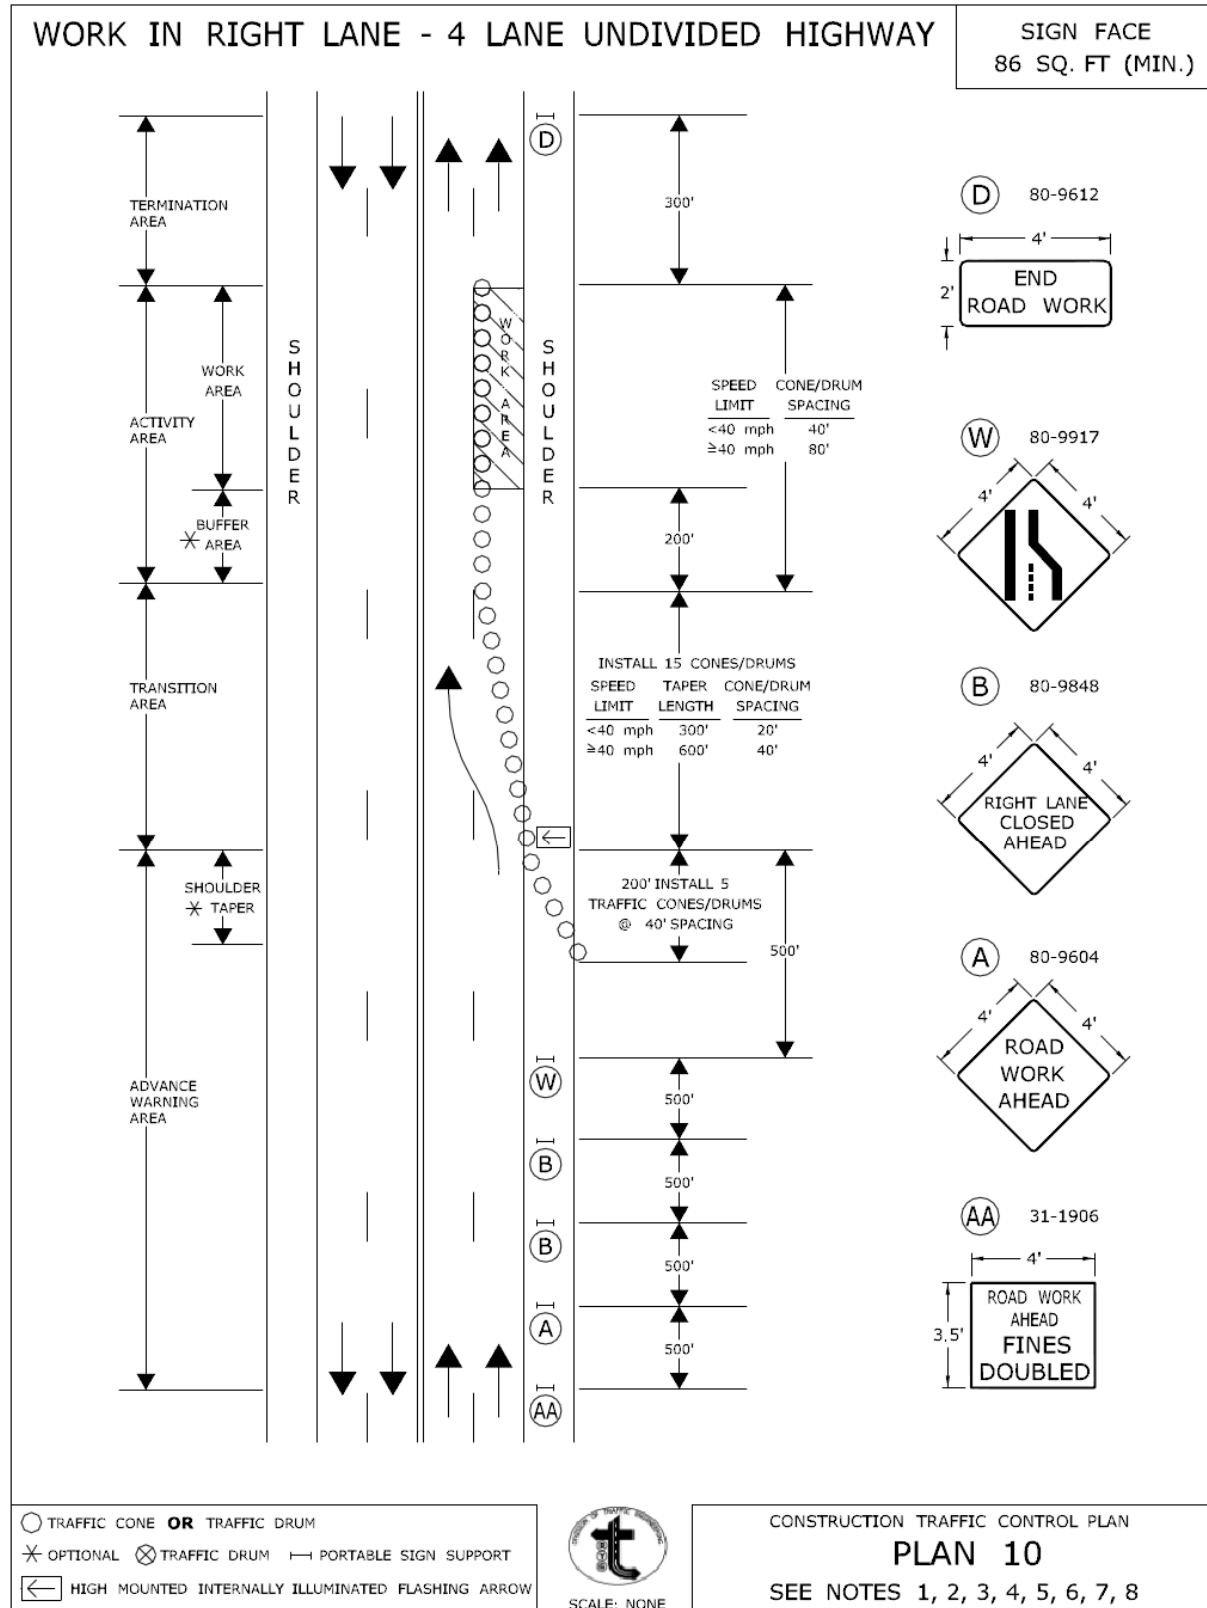 WORK IN RIGHT LANE - 4 LANE UNDIVIDED HIGHWAY
SIGN FACE
86 SQ. FT (MIN.)
D
TERMINATION
AREA
300'
D 80-9612
4'
2'
END
ROAD WORK
SHOULDER
WORK AREA
SHOULDER
WORK
AREA
ACTIVITY
AREA
SPEED CONE/DRUM
LIMIT SPACING
<40 mph 40'
≥40 mph 80'
W 80-9917
4' 4'
BUFFER
AREA
200'
TRANSITION
AREA
INSTALL 15 CONES/DRUMS
SPEED TAPER CONE/DRUM
LIMIT LENGTH SPACING
<40 mph 300' 20'
≥40 mph 600' 40'
B 80-9848
4' 4'
RIGHT LANE
CLOSED
AHEAD
SHOULDER
TAPER
200' INSTALL 5
TRAFFIC CONES/DRUMS
@ 40' SPACING
500'
A 80-9604
4' 4'
ROAD
WORK
AHEAD
ADVANCE
WARNING
AREA
W
500'
B
500'
B
500'
A
500'
AA
AA 31-1906
4'
3.5'
ROAD WORK
AHEAD
FINES
DOUBLED
TRAFFIC CONE OR TRAFFIC DRUM
OPTIONAL TRAFFIC DRUM PORTABLE SIGN SUPPORT
HIGH MOUNTED INTERNALLY ILLUMINATED FLASHING ARROW
DIVISION OF TRAFFIC ENGINEERING
t
SCALE: NONE
CONSTRUCTION TRAFFIC CONTROL PLAN
PLAN 10
SEE NOTES 1, 2, 3, 4, 5, 6, 7, 8